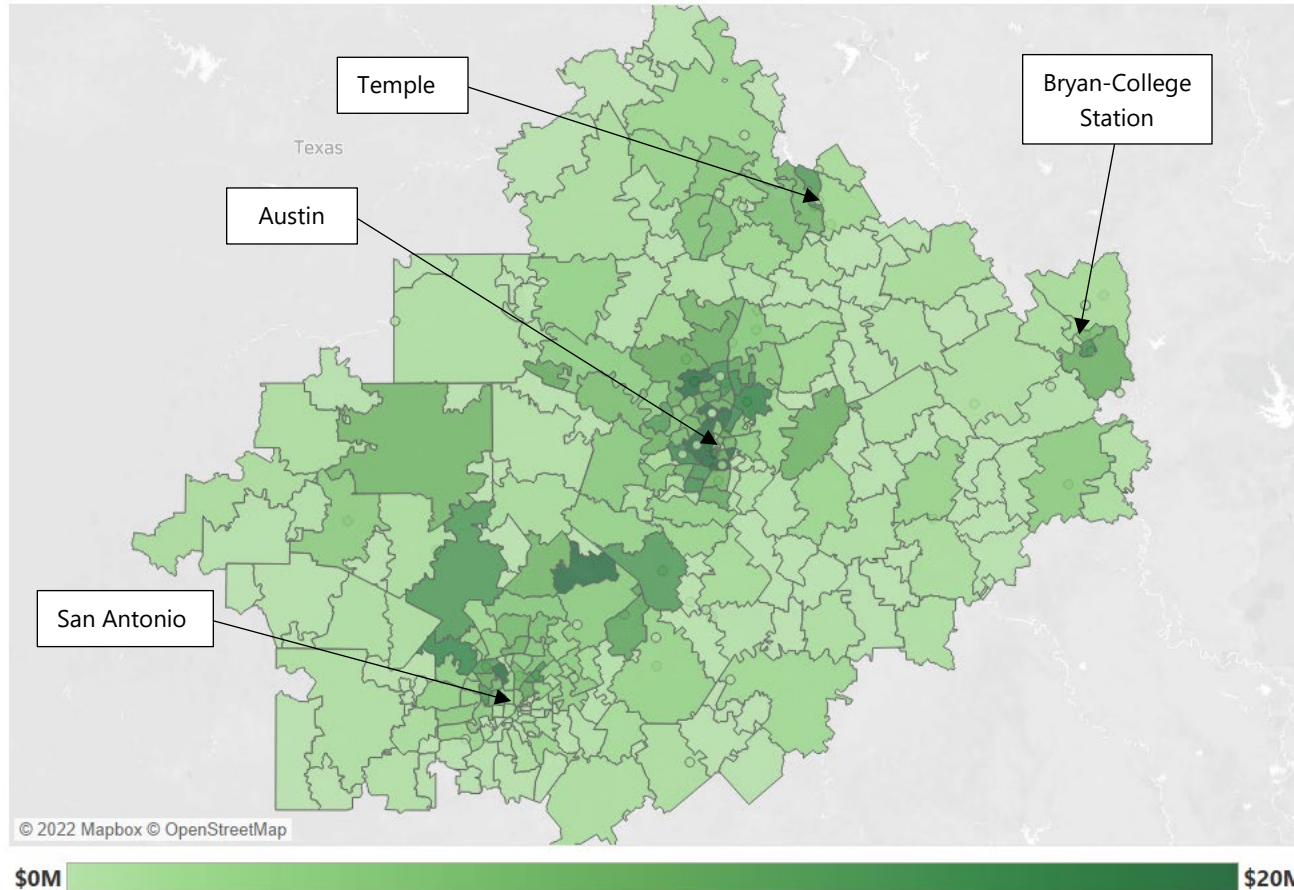 Temple
Bryan-College
Station
Texas
Austin
San Antonio
© 2022 Mapbox © OpenStreetMap
$0M
$20M